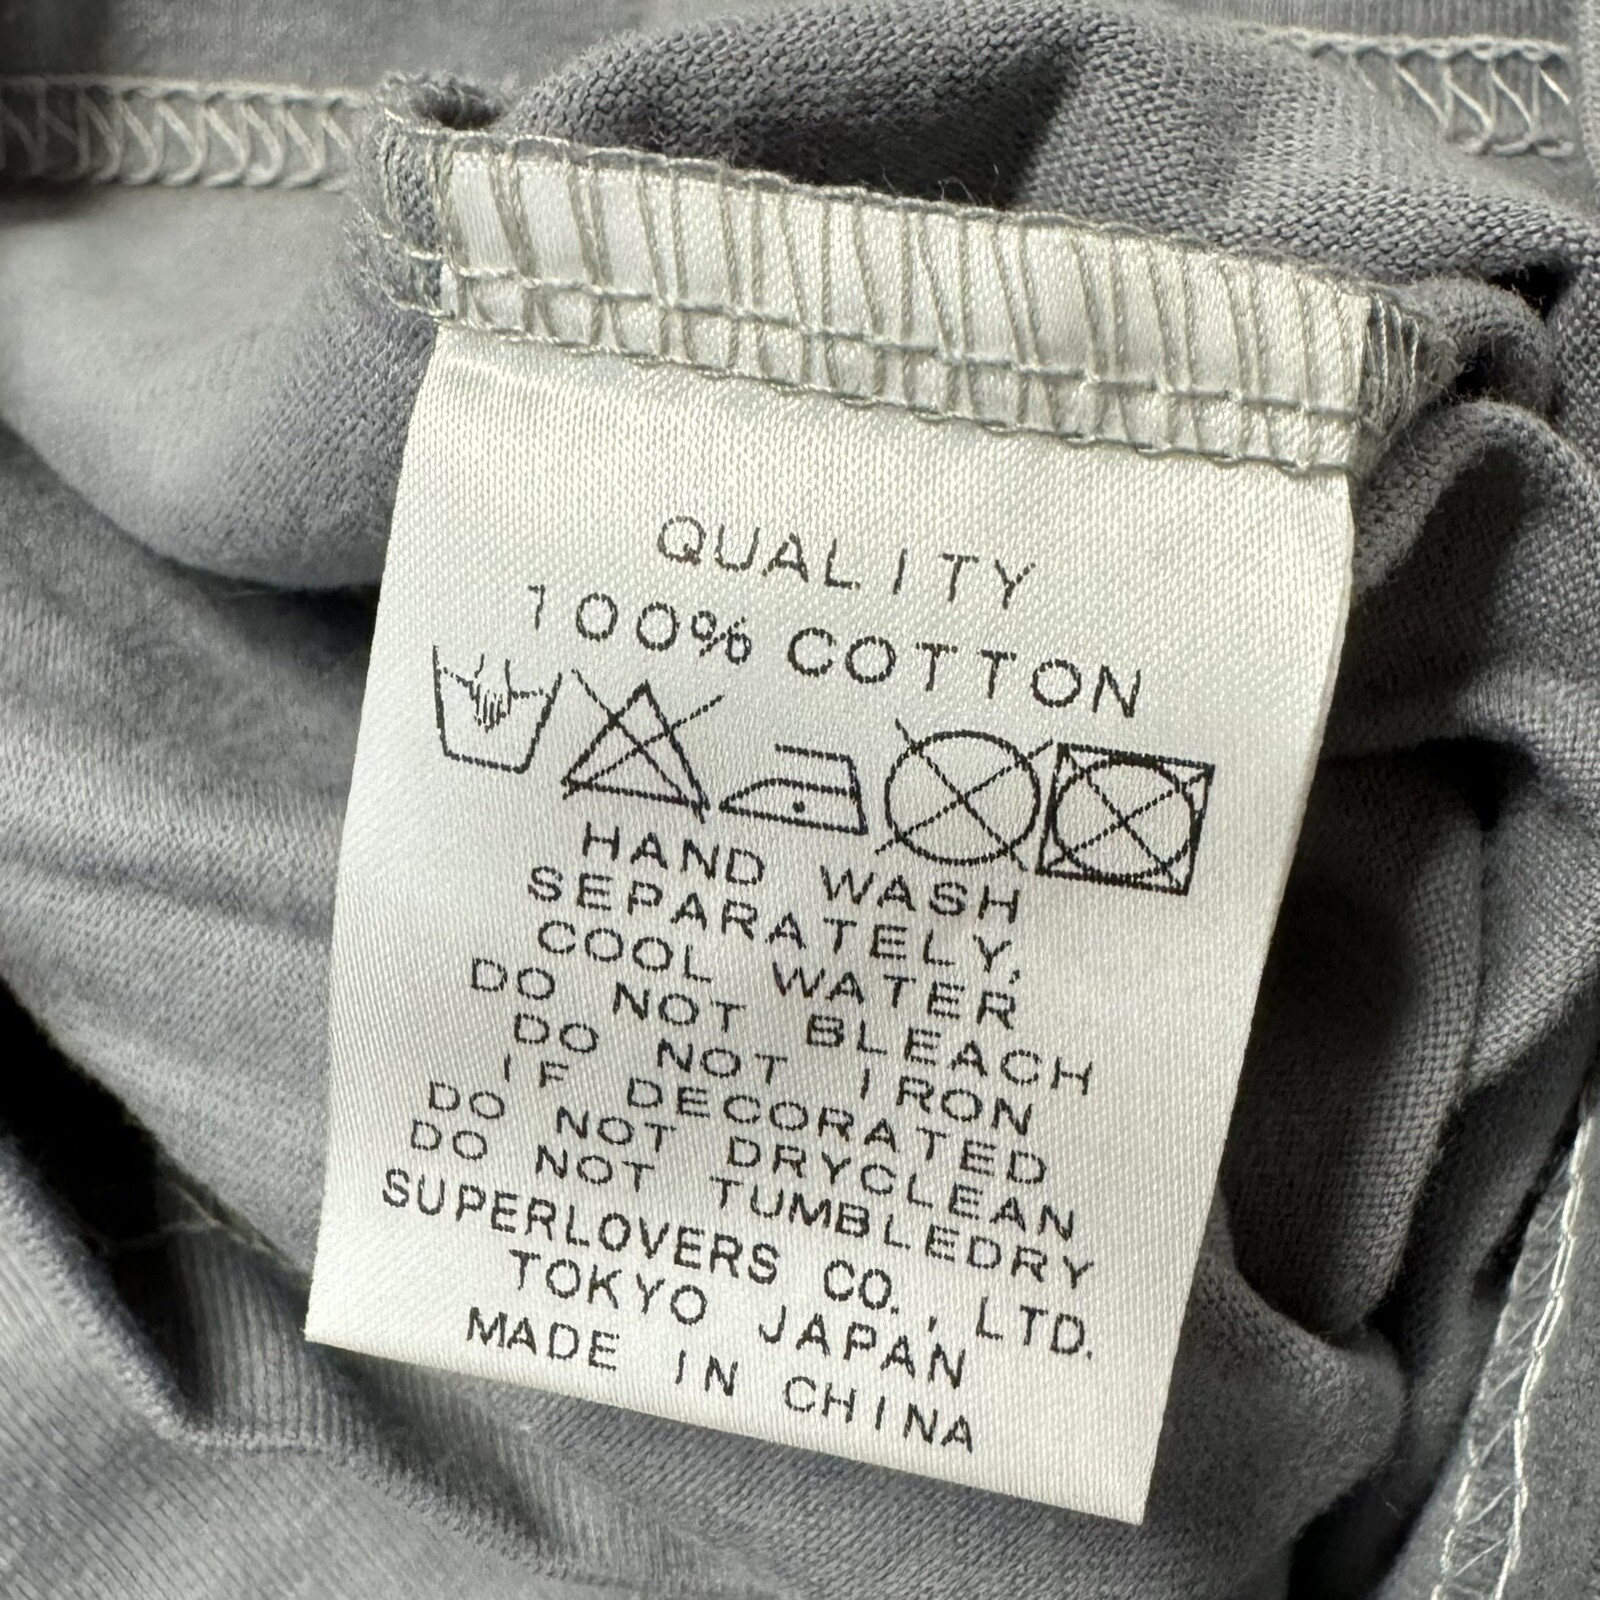 QUALITY
100% COTTON
HAND WASH
SEPARATELY,
COOL WATER
DO NOT BLEACH
DO NOT IRON
IF DECORATED
DO NOT DRYCLEAN
DO NOT TUMBLEDRY
SUPERLOVERS CO., LTD.
TOKYO JAPAN
MADE IN CHINA